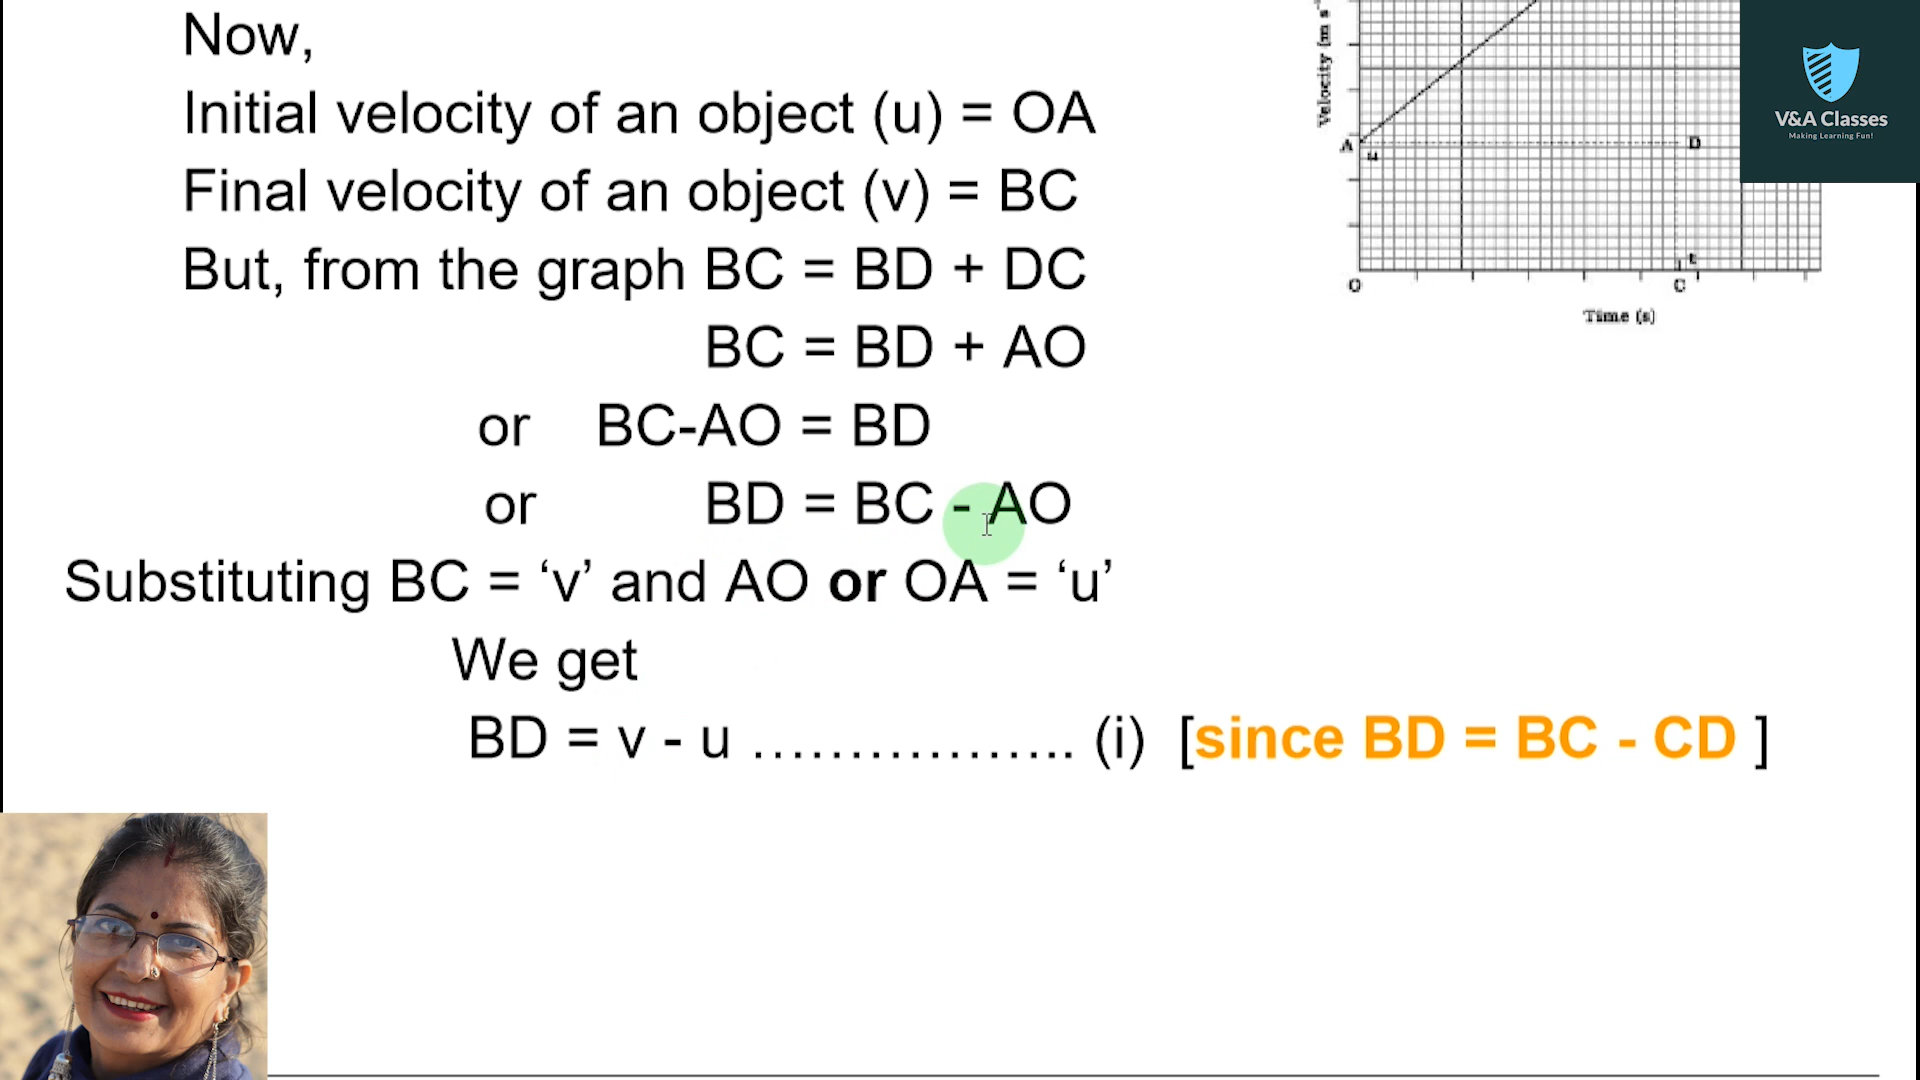 Now,
Initial velocity of an object (u) = OA
Final velocity of an object (v) = BC
But, from the graph BC = BD + DC
BC = BD + AO
or BC-AO = BD
or BD = BC - AO
Substituting BC = ‘v’ and AO or OA = ‘u’
We get
BD = v - u ……………….. (i) [since BD = BC - CD ]
Velocity (m s⁻
A
u
D
t
O
C
Time (s)
V&A Classes
Making Learning Fun!